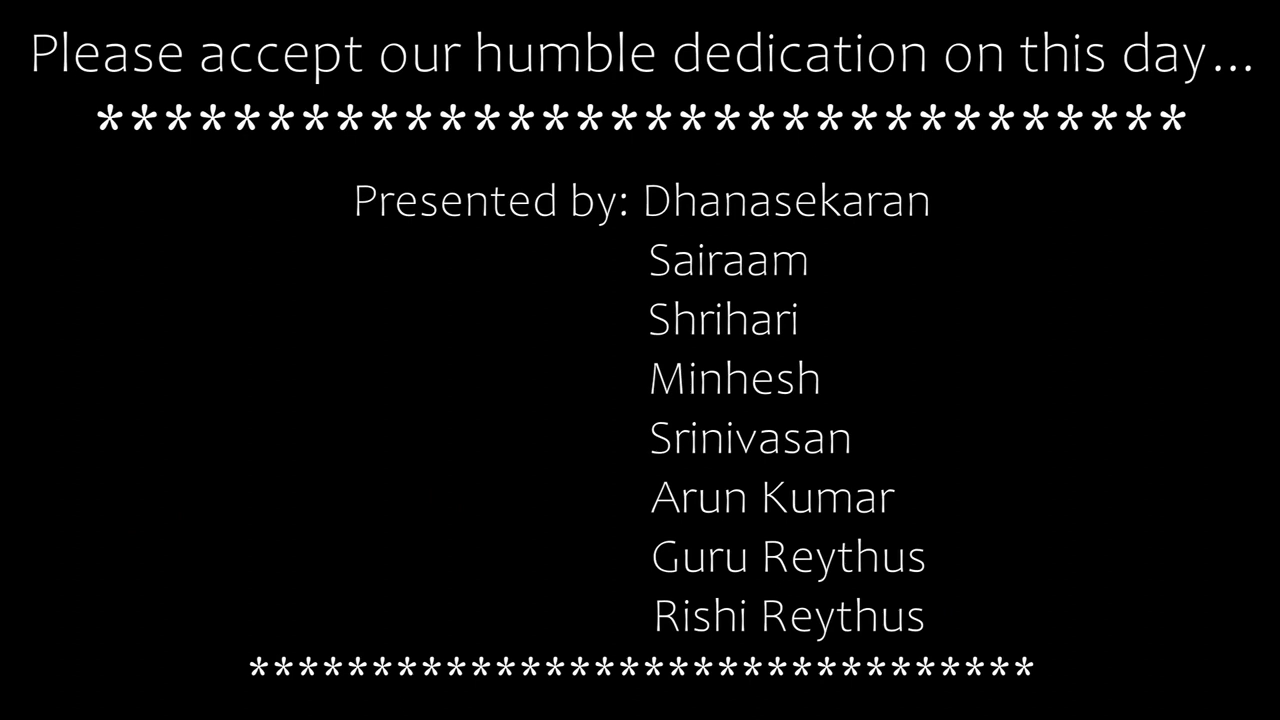 Please accept our humble dedication on this day...
********************************
Presented by: Dhanasekaran
Sairaam
Shrihari
Minhesh
Srinivasan
Arun Kumar
Guru Reythus
Rishi Reythus
********************************